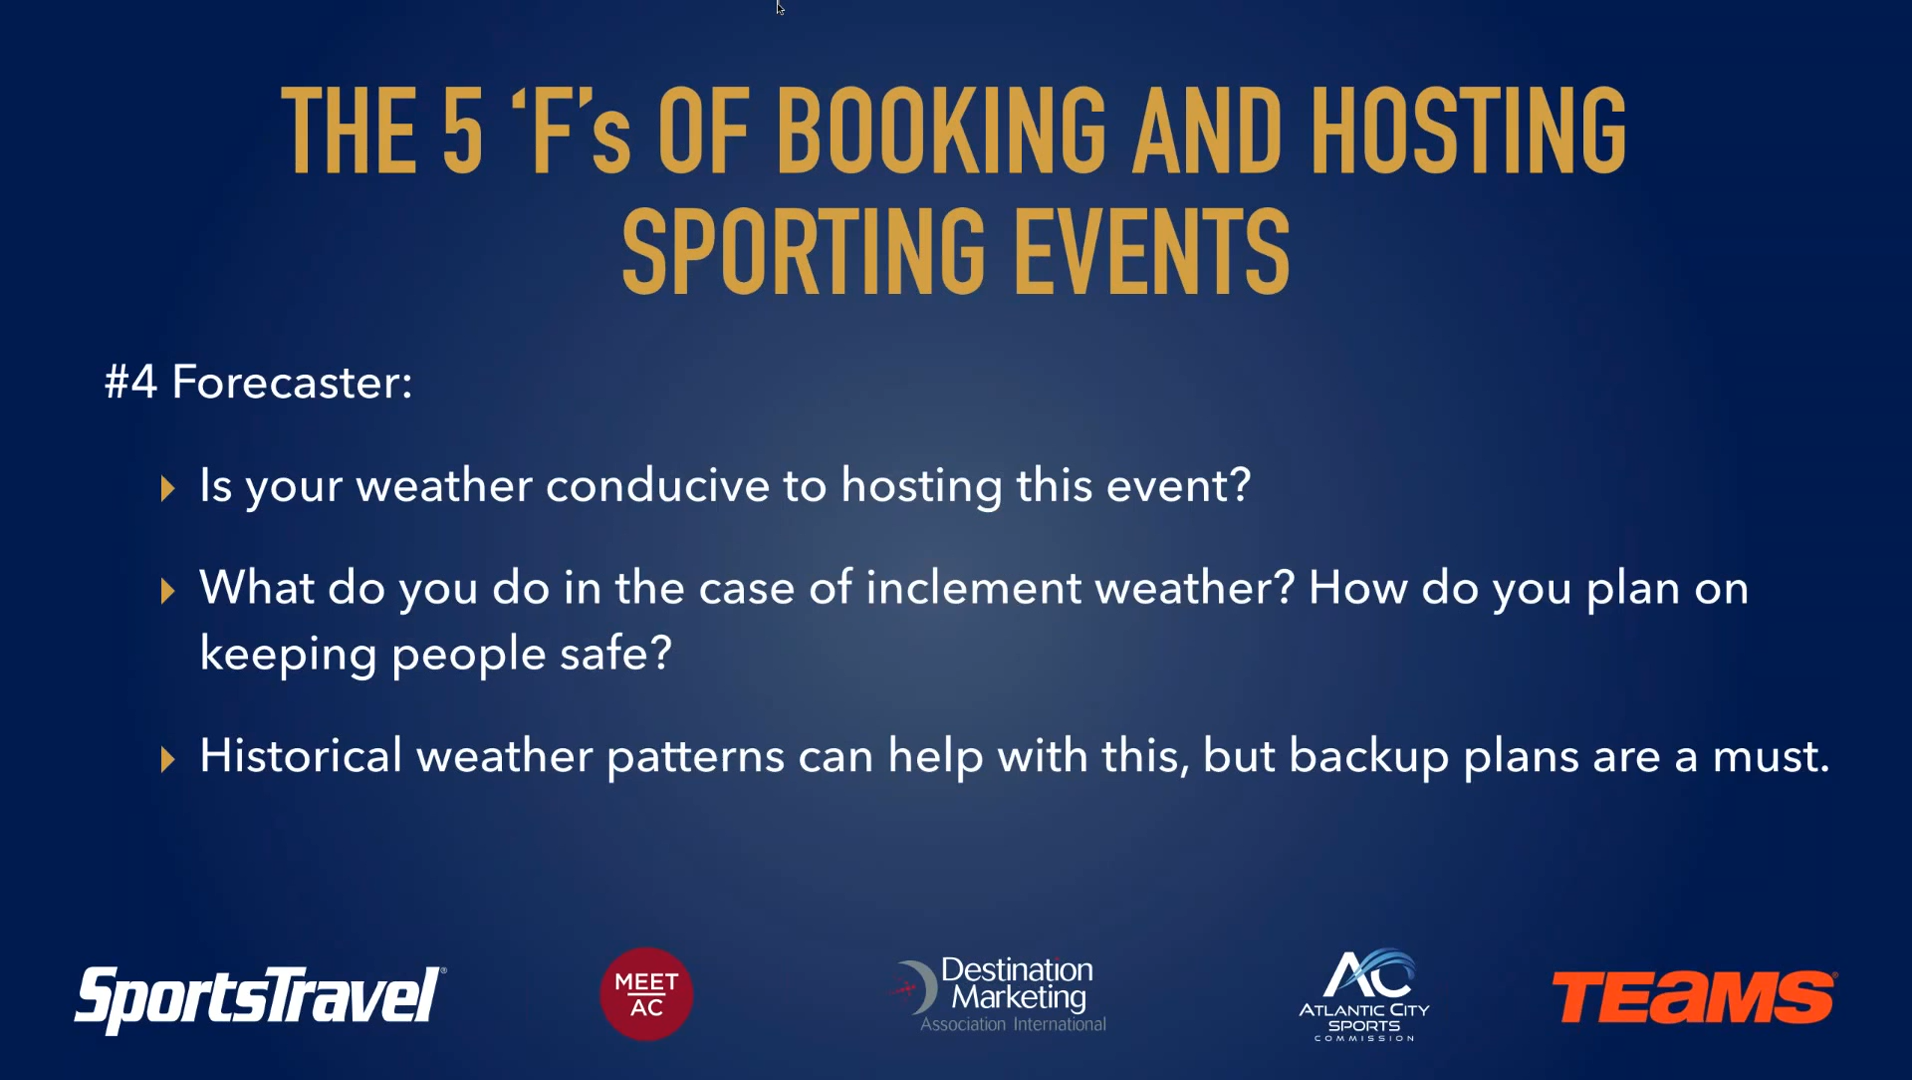 THE 5 ‘F’s OF BOOKING AND HOSTING
SPORTING EVENTS
#4 Forecaster:
Is your weather conducive to hosting this event?
What do you do in the case of inclement weather? How do you plan on
keeping people safe?
Historical weather patterns can help with this, but backup plans are a must.
SportsTravel®
MEET
AC
Destination
Marketing
Association International
AC
ATLANTIC CITY
SPORTS
COMMISSION
TEAMS®